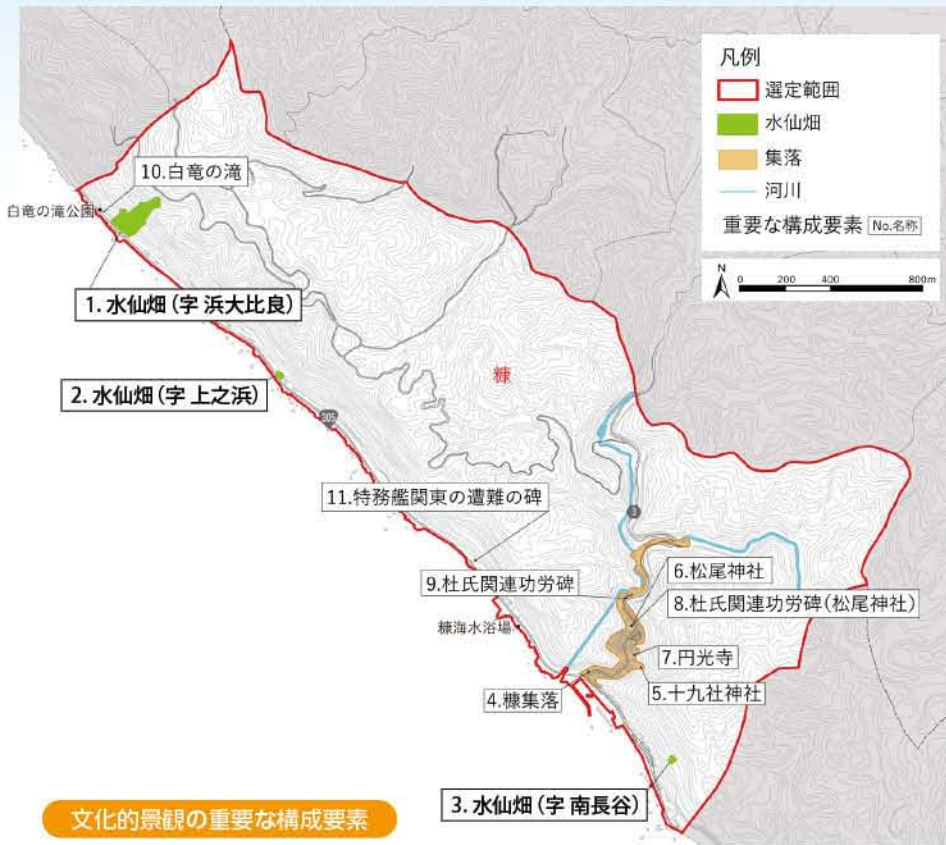 凡例
選定範囲
水仙畑
集落
河川
重要な構成要素 No.名称
N
0 200 400 800m
10.白竜の滝
白竜の滝公園
1. 水仙畑(字 浜大比良)
2. 水仙畑(字 上之浜)
糠
305
3
11.特務艦関東の遭難の碑
9.杜氏関連功労碑
6.松尾神社
8.杜氏関連功労碑(松尾神社)
糠海水浴場
7.円光寺
4.糠集落
5.十九社神社
3. 水仙畑(字 南長谷)
文化的景観の重要な構成要素